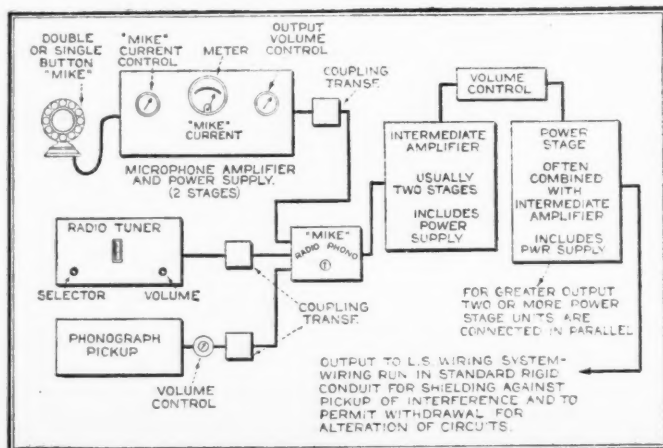 DOUBLE
OR SINGLE
BUTTON
"MIKE"
"MIKE"
CURRENT
CONTROL
METER
OUTPUT
VOLUME
CONTROL
"MIKE"
CURRENT
MICROPHONE AMPLIFIER
AND POWER SUPPLY.
(2 STAGES)
COUPLING
TRANSF.
VOLUME
CONTROL
INTERMEDIATE
AMPLIFIER
USUALLY
TWO STAGES
INCLUDES
POWER
SUPPLY
POWER
STAGE
OFTEN
COMBINED
WITH
INTERMEDIATE
AMPLIFIER
INCLUDES
PWR SUPPLY
RADIO TUNER
SELECTOR
VOLUME
"MIKE"
RADIO PHONO
COUPLING
TRANSF.
PHONOGRAPH
PICKUP
VOLUME
CONTROL
FOR GREATER OUTPUT
TWO OR MORE POWER
STAGE UNITS ARE
CONNECTED IN PARALLEL
OUTPUT TO L.S. WIRING SYSTEM-
WIRING RUN IN STANDARD RIGID
CONDUIT FOR SHIELDING AGAINST
PICKUP OF INTERFERENCE AND TO
PERMIT WITHDRAWAL FOR
ALTERATION OF CIRCUITS.